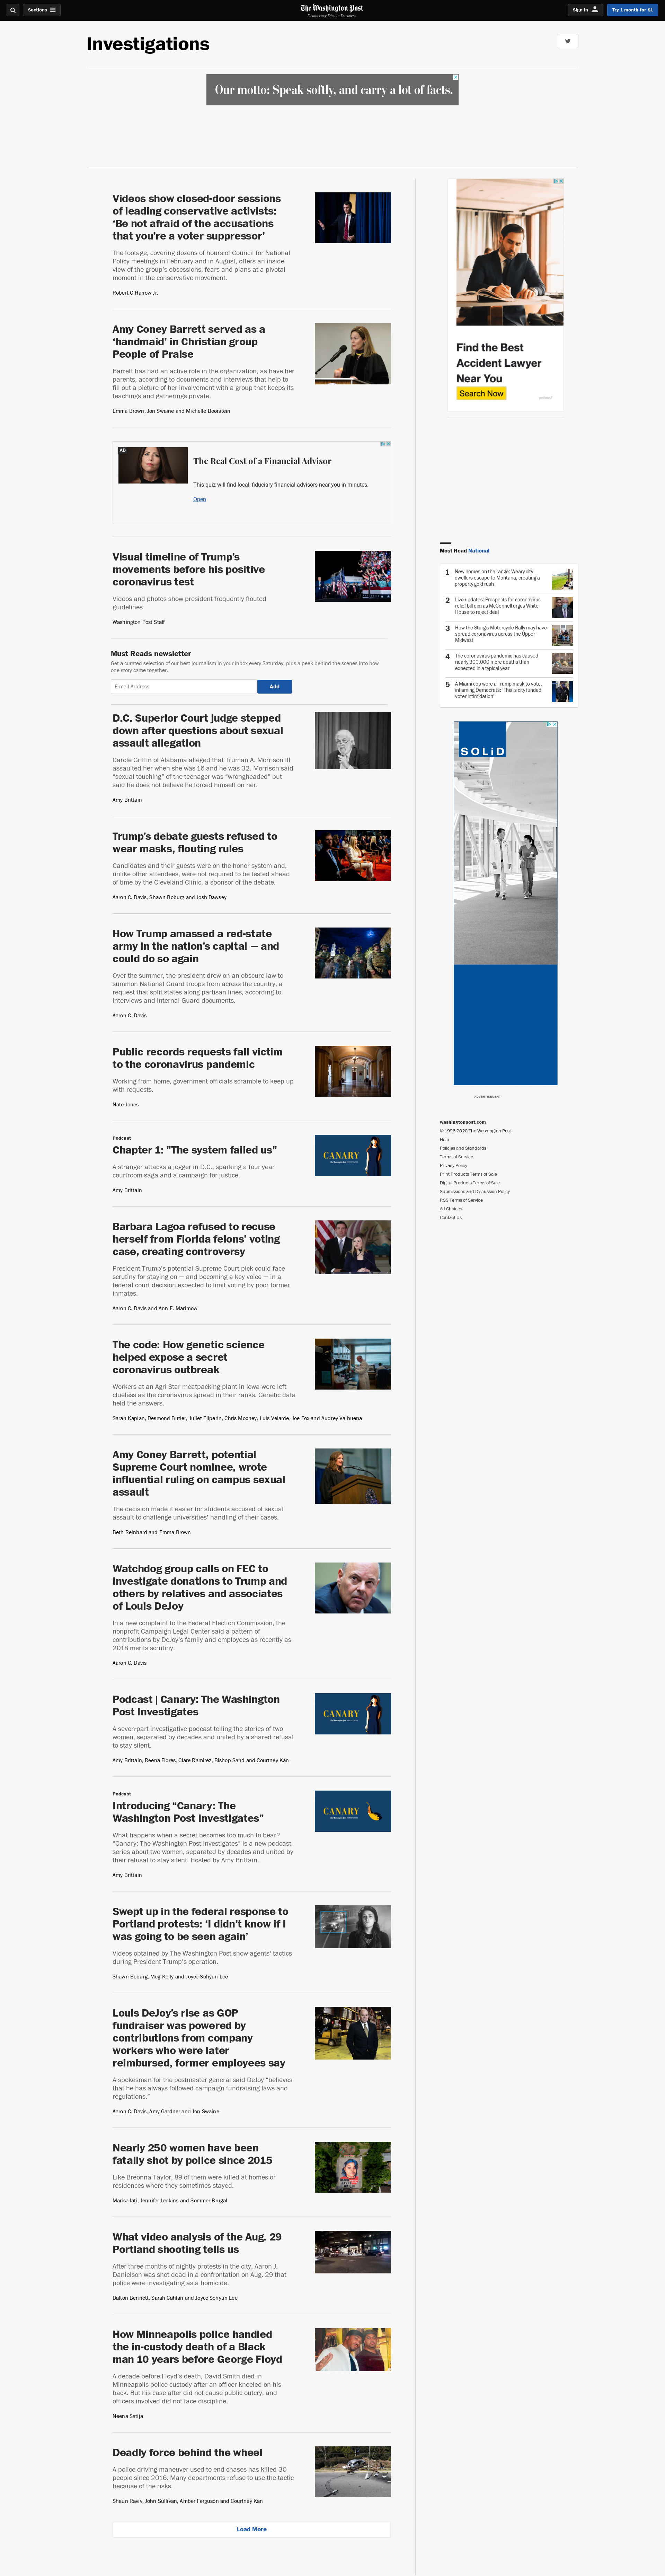 Sections
The Washington Post
Democracy Dies in Darkness
Sign in
Try 1 month for $1
Investigations
Our motto: Speak softly, and carry a lot of facts.
Videos show closed-door sessions
of leading conservative activists:
‘Be not afraid of the accusations
that you’re a voter suppressor’
The footage, covering dozens of hours of Council for National
Policy meetings in February and in August, offers an inside
view of the group's obsessions, fears and plans at a pivotal
moment in the conservative movement.
Robert O'Harrow Jr.
Amy Coney Barrett served as a
‘handmaid’ in Christian group
People of Praise
Barrett has had an active role in the organization, as have her
parents, according to documents and interviews that help to
fill out a picture of her involvement with a group that keeps its
teachings and gatherings private.
Emma Brown, Jon Swaine and Michelle Boorstein
AD
The Real Cost of a Financial Advisor
This quiz will find local, fiduciary financial advisors near you in minutes.
Open
Visual timeline of Trump’s
movements before his positive
coronavirus test
Videos and photos show president frequently flouted
guidelines
Washington Post Staff
Must Reads newsletter
Get a curated selection of our best journalism in your inbox every Saturday, plus a peek behind the scenes into how
one story came together.
E-mail Address
Add
D.C. Superior Court judge stepped
down after questions about sexual
assault allegation
Carole Griffin of Alabama alleged that Truman A. Morrison III
assaulted her when she was 16 and he was 32. Morrison said
“sexual touching” of the teenager was “wrongheaded” but
said he does not believe he forced himself on her.
Amy Brittain
Trump’s debate guests refused to
wear masks, flouting rules
Candidates and their guests were on the honor system and,
unlike other attendees, were not required to be tested ahead
of time by the Cleveland Clinic, a sponsor of the debate.
Aaron C. Davis, Shawn Boburg and Josh Dawsey
How Trump amassed a red-state
army in the nation’s capital — and
could do so again
Over the summer, the president drew on an obscure law to
summon National Guard troops from across the country, a
request that split states along partisan lines, according to
interviews and internal Guard documents.
Aaron C. Davis
Public records requests fall victim
to the coronavirus pandemic
Working from home, government officials scramble to keep up
with requests.
Nate Jones
Podcast
Chapter 1: "The system failed us"
A stranger attacks a jogger in D.C., sparking a four-year
courtroom saga and a campaign for justice.
Amy Brittain
CANARY
Barbara Lagoa refused to recuse
herself from Florida felons’ voting
case, creating controversy
President Trump’s potential Supreme Court pick could face
scrutiny for staying on — and becoming a key voice — in a
federal court decision expected to limit voting by poor former
inmates.
Aaron C. Davis and Ann E. Marimow
The code: How genetic science
helped expose a secret
coronavirus outbreak
Workers at an Agri Star meatpacking plant in Iowa were left
clueless as the coronavirus spread in their ranks. Genetic data
held the answers.
Sarah Kaplan, Desmond Butler, Juliet Eilperin, Chris Mooney, Luis Velarde, Joe Fox and Audrey Valbuena
Amy Coney Barrett, potential
Supreme Court nominee, wrote
influential ruling on campus sexual
assault
The decision made it easier for students accused of sexual
assault to challenge universities’ handling of their cases.
Beth Reinhard and Emma Brown
Watchdog group calls on FEC to
investigate donations to Trump and
others by relatives and associates
of Louis DeJoy
In a new complaint to the Federal Election Commission, the
nonprofit Campaign Legal Center said a pattern of
contributions by DeJoy’s family and employees as recently as
2018 merits scrutiny.
Aaron C. Davis
Podcast | Canary: The Washington
Post Investigates
A seven-part investigative podcast telling the stories of two
women, separated by decades and united by a shared refusal
to stay silent.
Amy Brittain, Reena Flores, Clare Ramirez, Bishop Sand and Courtney Kan
CANARY
Podcast
Introducing “Canary: The
Washington Post Investigates”
What happens when a secret becomes too much to bear?
“Canary: The Washington Post Investigates” is a new podcast
series about two women, separated by decades and united by
their refusal to stay silent. Hosted by Amy Brittain.
Amy Brittain
CANARY
Swept up in the federal response to
Portland protests: ‘I didn’t know if I
was going to be seen again’
Videos obtained by The Washington Post show agents' tactics
during President Trump's operation.
Shawn Boburg, Meg Kelly and Joyce Sohyun Lee
Louis DeJoy’s rise as GOP
fundraiser was powered by
contributions from company
workers who were later
reimbursed, former employees say
A spokesman for the postmaster general said DeJoy “believes
that he has always followed campaign fundraising laws and
regulations.”
Aaron C. Davis, Amy Gardner and Jon Swaine
Nearly 250 women have been
fatally shot by police since 2015
Like Breonna Taylor, 89 of them were killed at homes or
residences where they sometimes stayed.
Marisa Iati, Jennifer Jenkins and Sommer Brugal
What video analysis of the Aug. 29
Portland shooting tells us
After three months of nightly protests in the city, Aaron J.
Danielson was shot dead in a confrontation on Aug. 29 that
police were investigating as a homicide.
Dalton Bennett, Sarah Cahlan and Joyce Sohyun Lee
How Minneapolis police handled
the in-custody death of a Black
man 10 years before George Floyd
A decade before Floyd’s death, David Smith died in
Minneapolis police custody after an officer kneeled on his
back. But his case after did not cause public outcry, and
officers involved did not face discipline.
Neena Satija
Deadly force behind the wheel
A police driving maneuver used to end chases has killed 30
people since 2016. Many departments refuse to use the tactic
because of the risks.
Shaun Raviv, John Sullivan, Amber Ferguson and Courtney Kan
Load More
Find the Best
Accident Lawyer
Near You
Search Now
Most Read National
1 New homes on the range: Weary city
dwellers escape to Montana, creating a
property gold rush
2 Live updates: Prospects for coronavirus
relief bill dim as McConnell urges White
House to reject deal
3 How the Sturgis Motorcycle Rally may have
spread coronavirus across the Upper
Midwest
4 The coronavirus pandemic has caused
nearly 300,000 more deaths than
expected in a typical year
5 A Miami cop wore a Trump mask to vote,
inflaming Democrats: ‘This is city funded
voter intimidation’
SOLiD
ADVERTISEMENT
washingtonpost.com
© 1996-2020 The Washington Post
Help
Policies and Standards
Terms of Service
Privacy Policy
Print Products Terms of Sale
Digital Products Terms of Sale
Submissions and Discussion Policy
RSS Terms of Service
Ad Choices
Contact Us